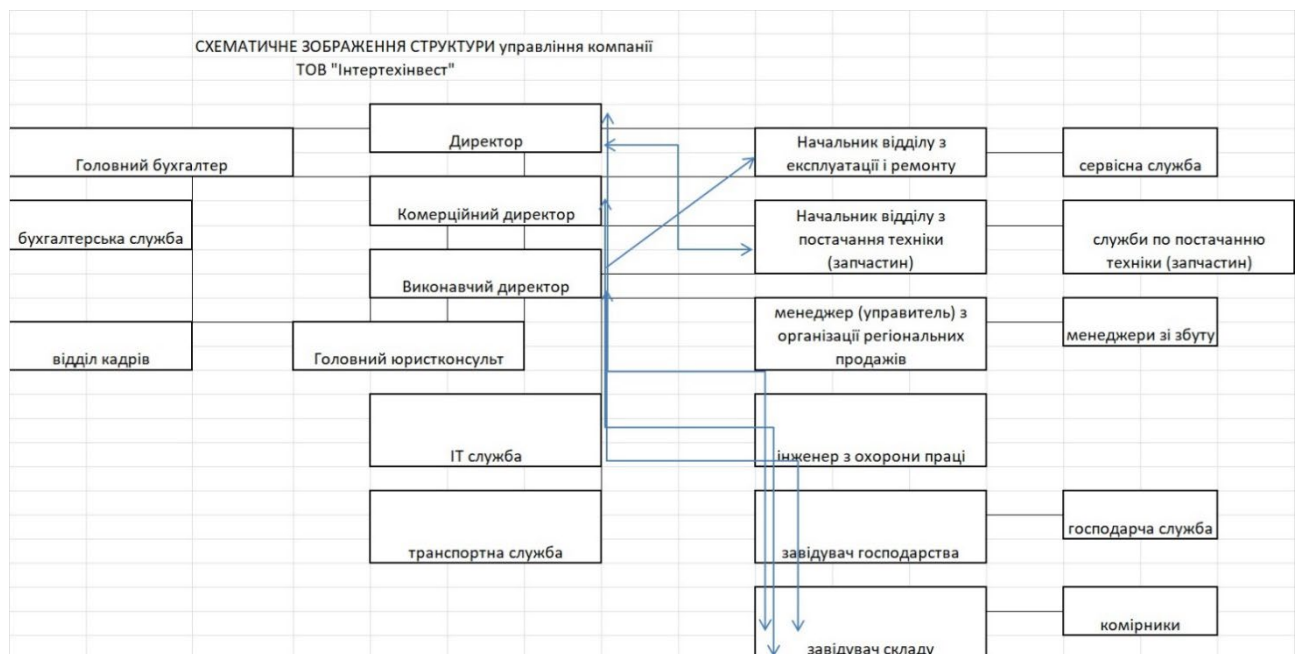 СХЕМАТИЧНЕ ЗОБРАЖЕННЯ СТРУКТУРИ управління компанії
ТОВ "Інтертехінвест"
Директор
Головний бухгалтер
Начальник відділу з
експлуатації і ремонту
сервісна служба
Комерційний директор
бухгалтерська служба
Начальник відділу з
постачання техніки
(запчастин)
служби по постачанню
техніки (запчастин)
Виконавчий директор
менеджер (управитель) з
організації регіональних
продажів
менеджери зі збуту
відділ кадрів
Головний юристконсульт
ІТ служба
інженер з охорони праці
транспортна служба
завідувач господарства
господарча служба
комірники
завідувач складу